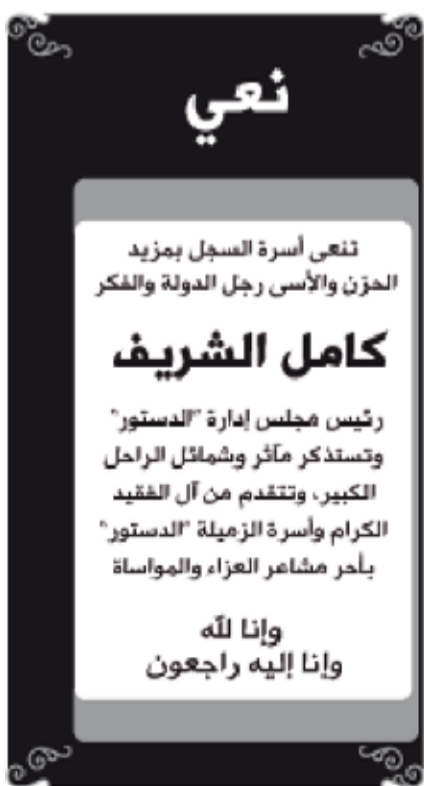 نعي
تنعى أسرة السجل بمزيد
الحزن والأسى رجل الدولة والفكر
كامل الشريف
رئيس مجلس إدارة "الدستور"
وتستذكر مآثر وشمائل الراحل
الكبير، وتتقدم من آل الفقيد
الكرام وأسرة الزميلة "الدستور"
بأحر مشاعر العزاء والمواساة
وإنا لله
وإنا إليه راجعون